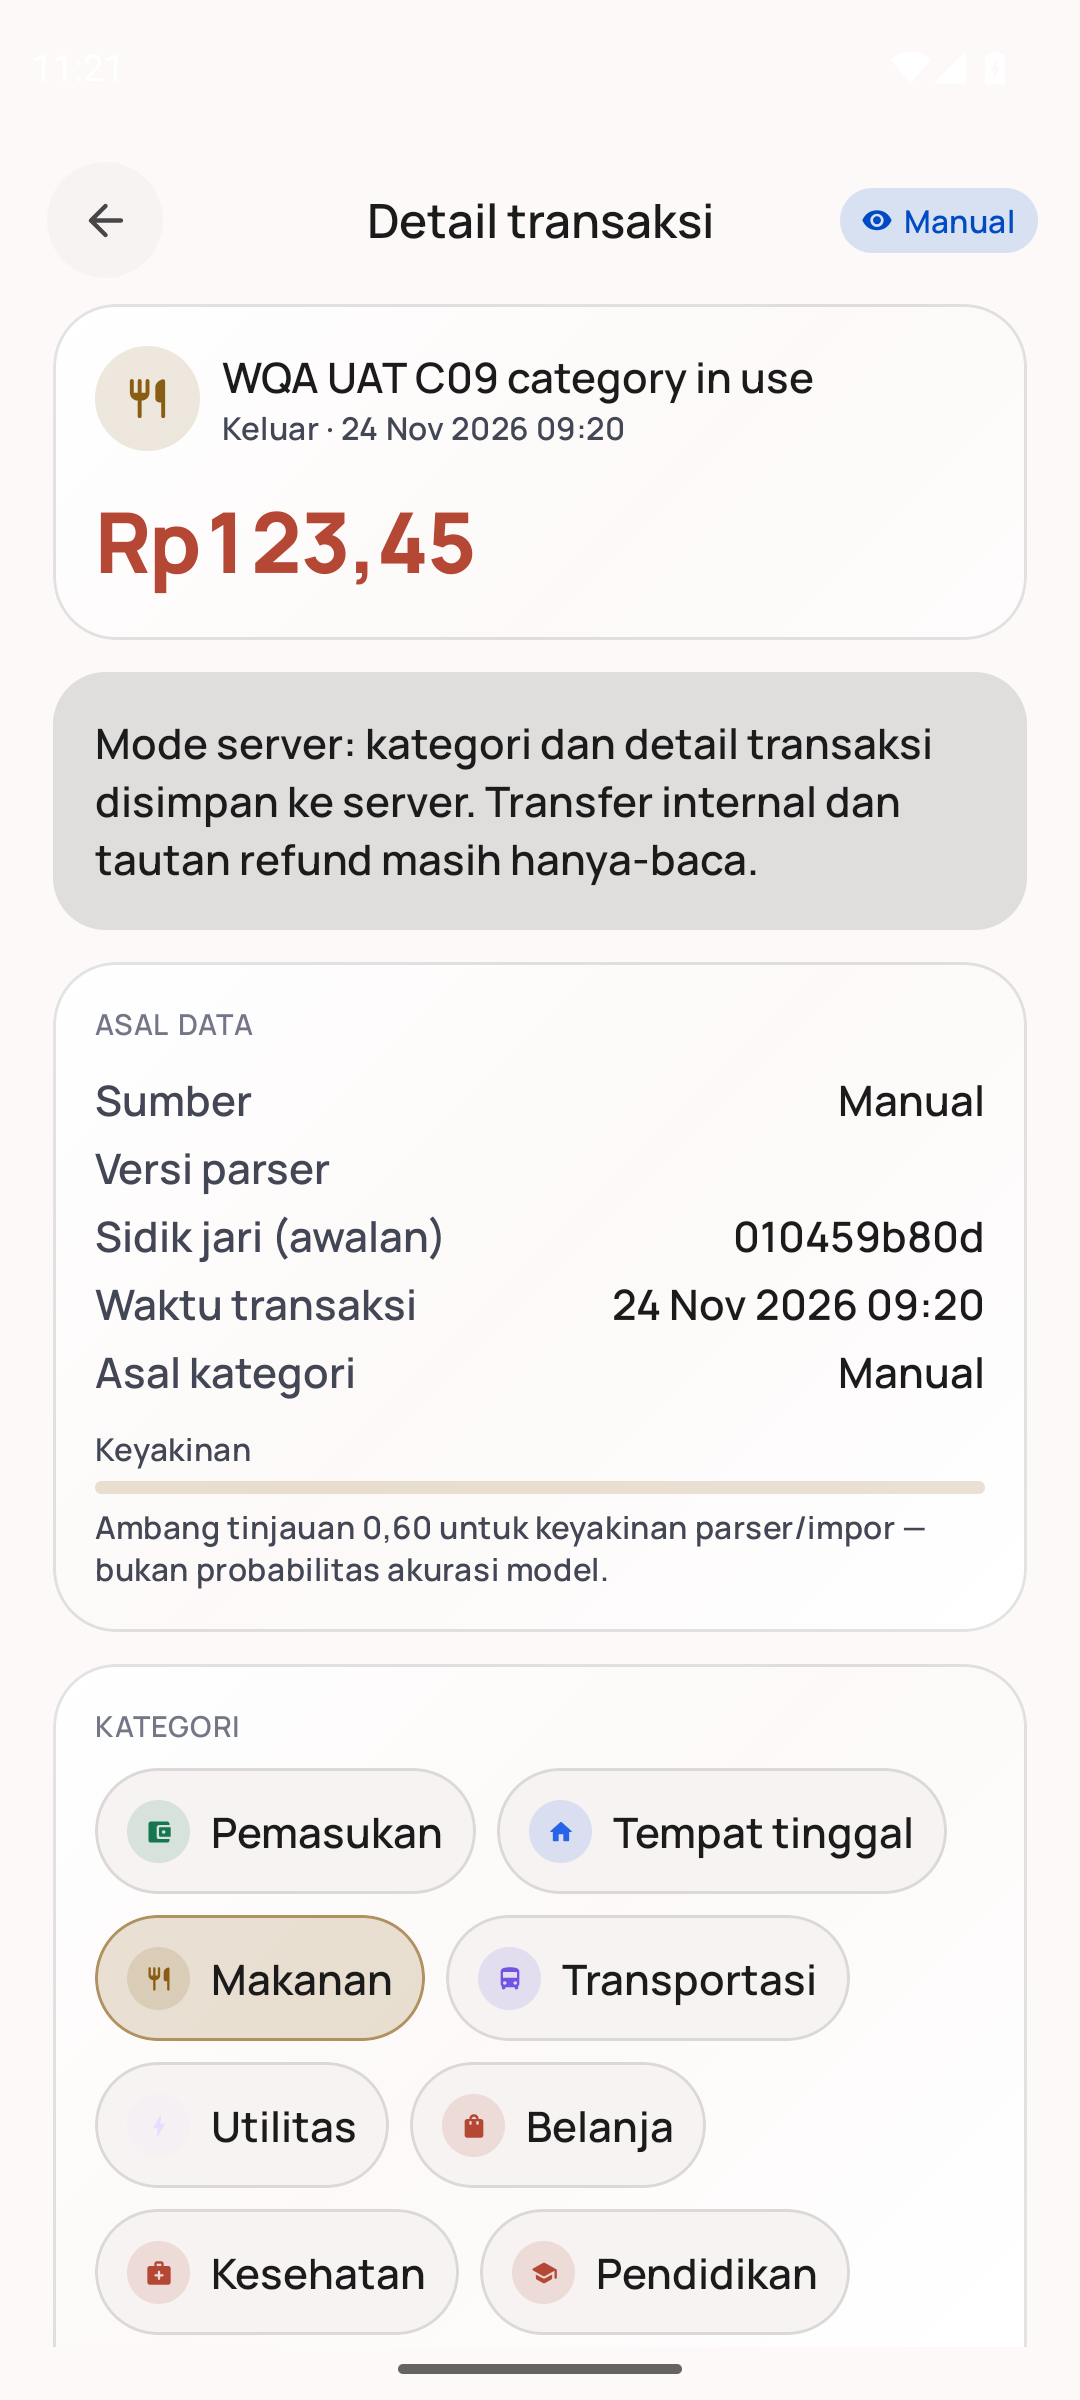 11:21
Detail transaksi
Manual
WQA UAT C09 category in use
Keluar · 24 Nov 2026 09:20
Rp123,45
Mode server: kategori dan detail transaksi
disimpan ke server. Transfer internal dan
tautan refund masih hanya-baca.
ASAL DATA
Sumber Manual
Versi parser
Sidik jari (awalan) 010459b80d
Waktu transaksi 24 Nov 2026 09:20
Asal kategori Manual
Keyakinan
Ambang tinjauan 0,60 untuk keyakinan parser/impor —
bukan probabilitas akurasi model.
KATEGORI
Pemasukan Tempat tinggal
Makanan Transportasi
Utilitas Belanja
Kesehatan Pendidikan